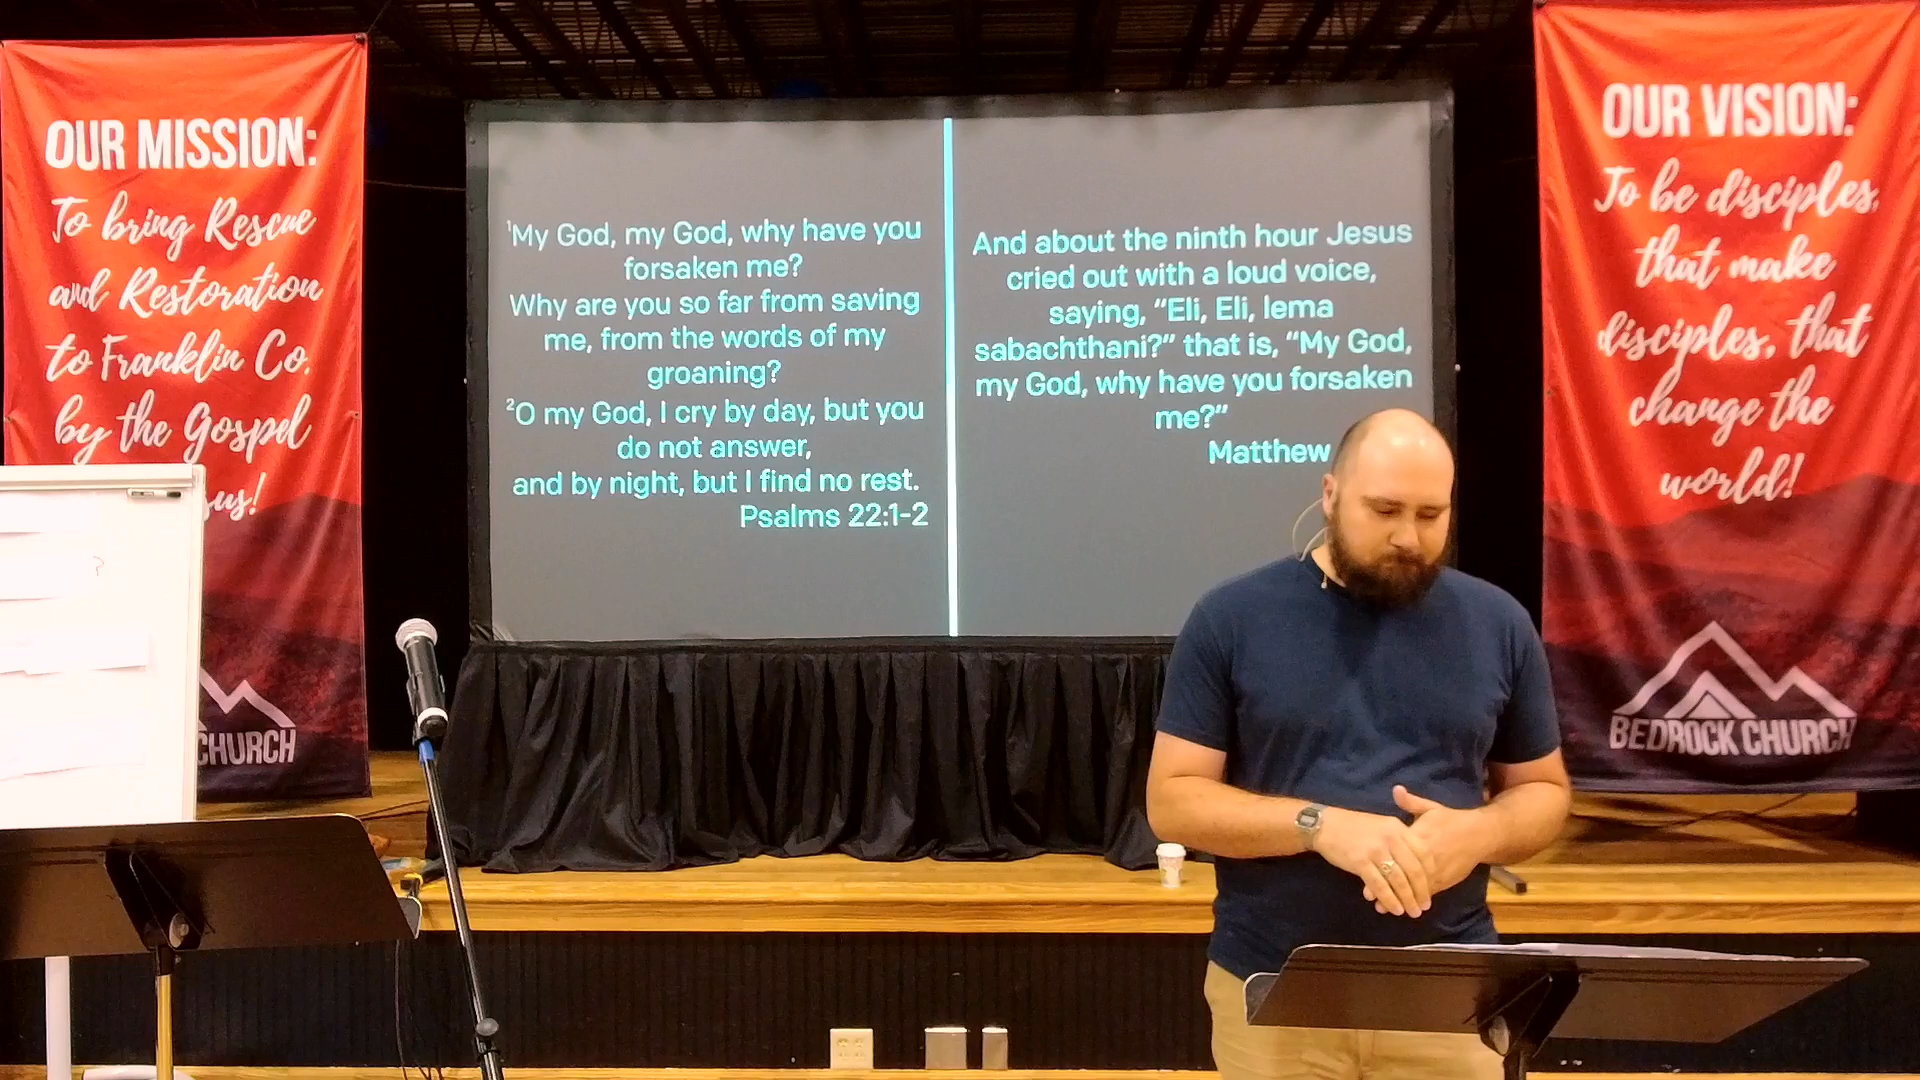 OUR MISSION:
To bring Rescue
and Restoration
to Franklin Co.
by the Gospel
sus!
CHURCH
?
¹My God, my God, why have you
forsaken me?
Why are you so far from saving
me, from the words of my
groaning?
²O my God, I cry by day, but you
do not answer,
and by night, but I find no rest.
Psalms 22:1-2
And about the ninth hour Jesus
cried out with a loud voice,
saying, “Eli, Eli, lema
sabachthani?” that is, “My God,
my God, why have you forsaken
me?”
Matthew
OUR VISION:
To be disciples,
that make
disciples, that
change the
world!
BEDROCK CHURCH